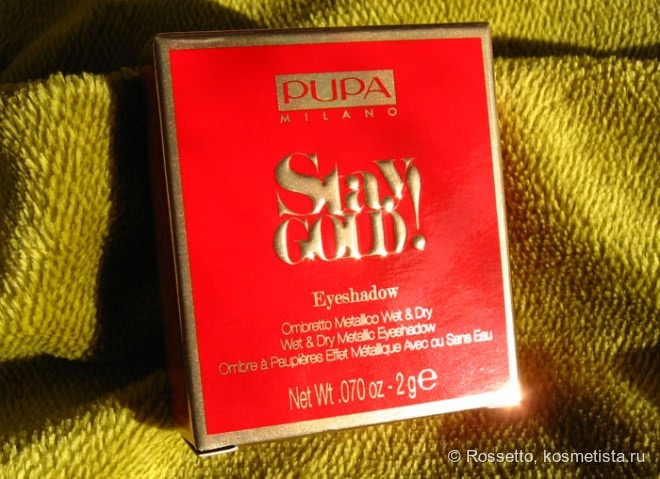 PUPA
MILANO
Stay
GOLD!
Eyeshadow
Ombretto Metallico Wet & Dry
Wet & Dry Metallic Eyeshadow
Ombre à Paupières Effet Métallique Avec ou Sans Eau
Net Wt .070 oz - 2 g ℮
© Rossetto, kosmetista.ru